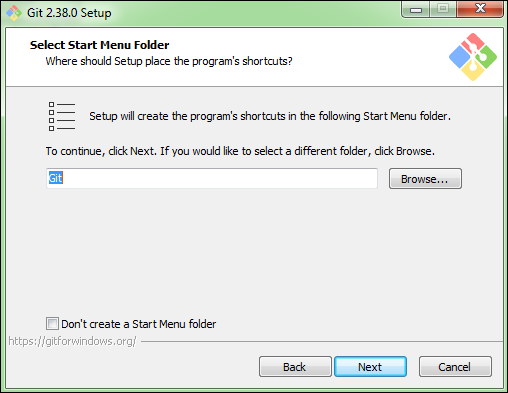 Git 2.38.0 Setup
Select Start Menu Folder
Where should Setup place the program's shortcuts?
Setup will create the program's shortcuts in the following Start Menu folder.
To continue, click Next. If you would like to select a different folder, click Browse.
Git
Browse...
Don't create a Start Menu folder
https://gitforwindows.org/
Back
Next
Cancel